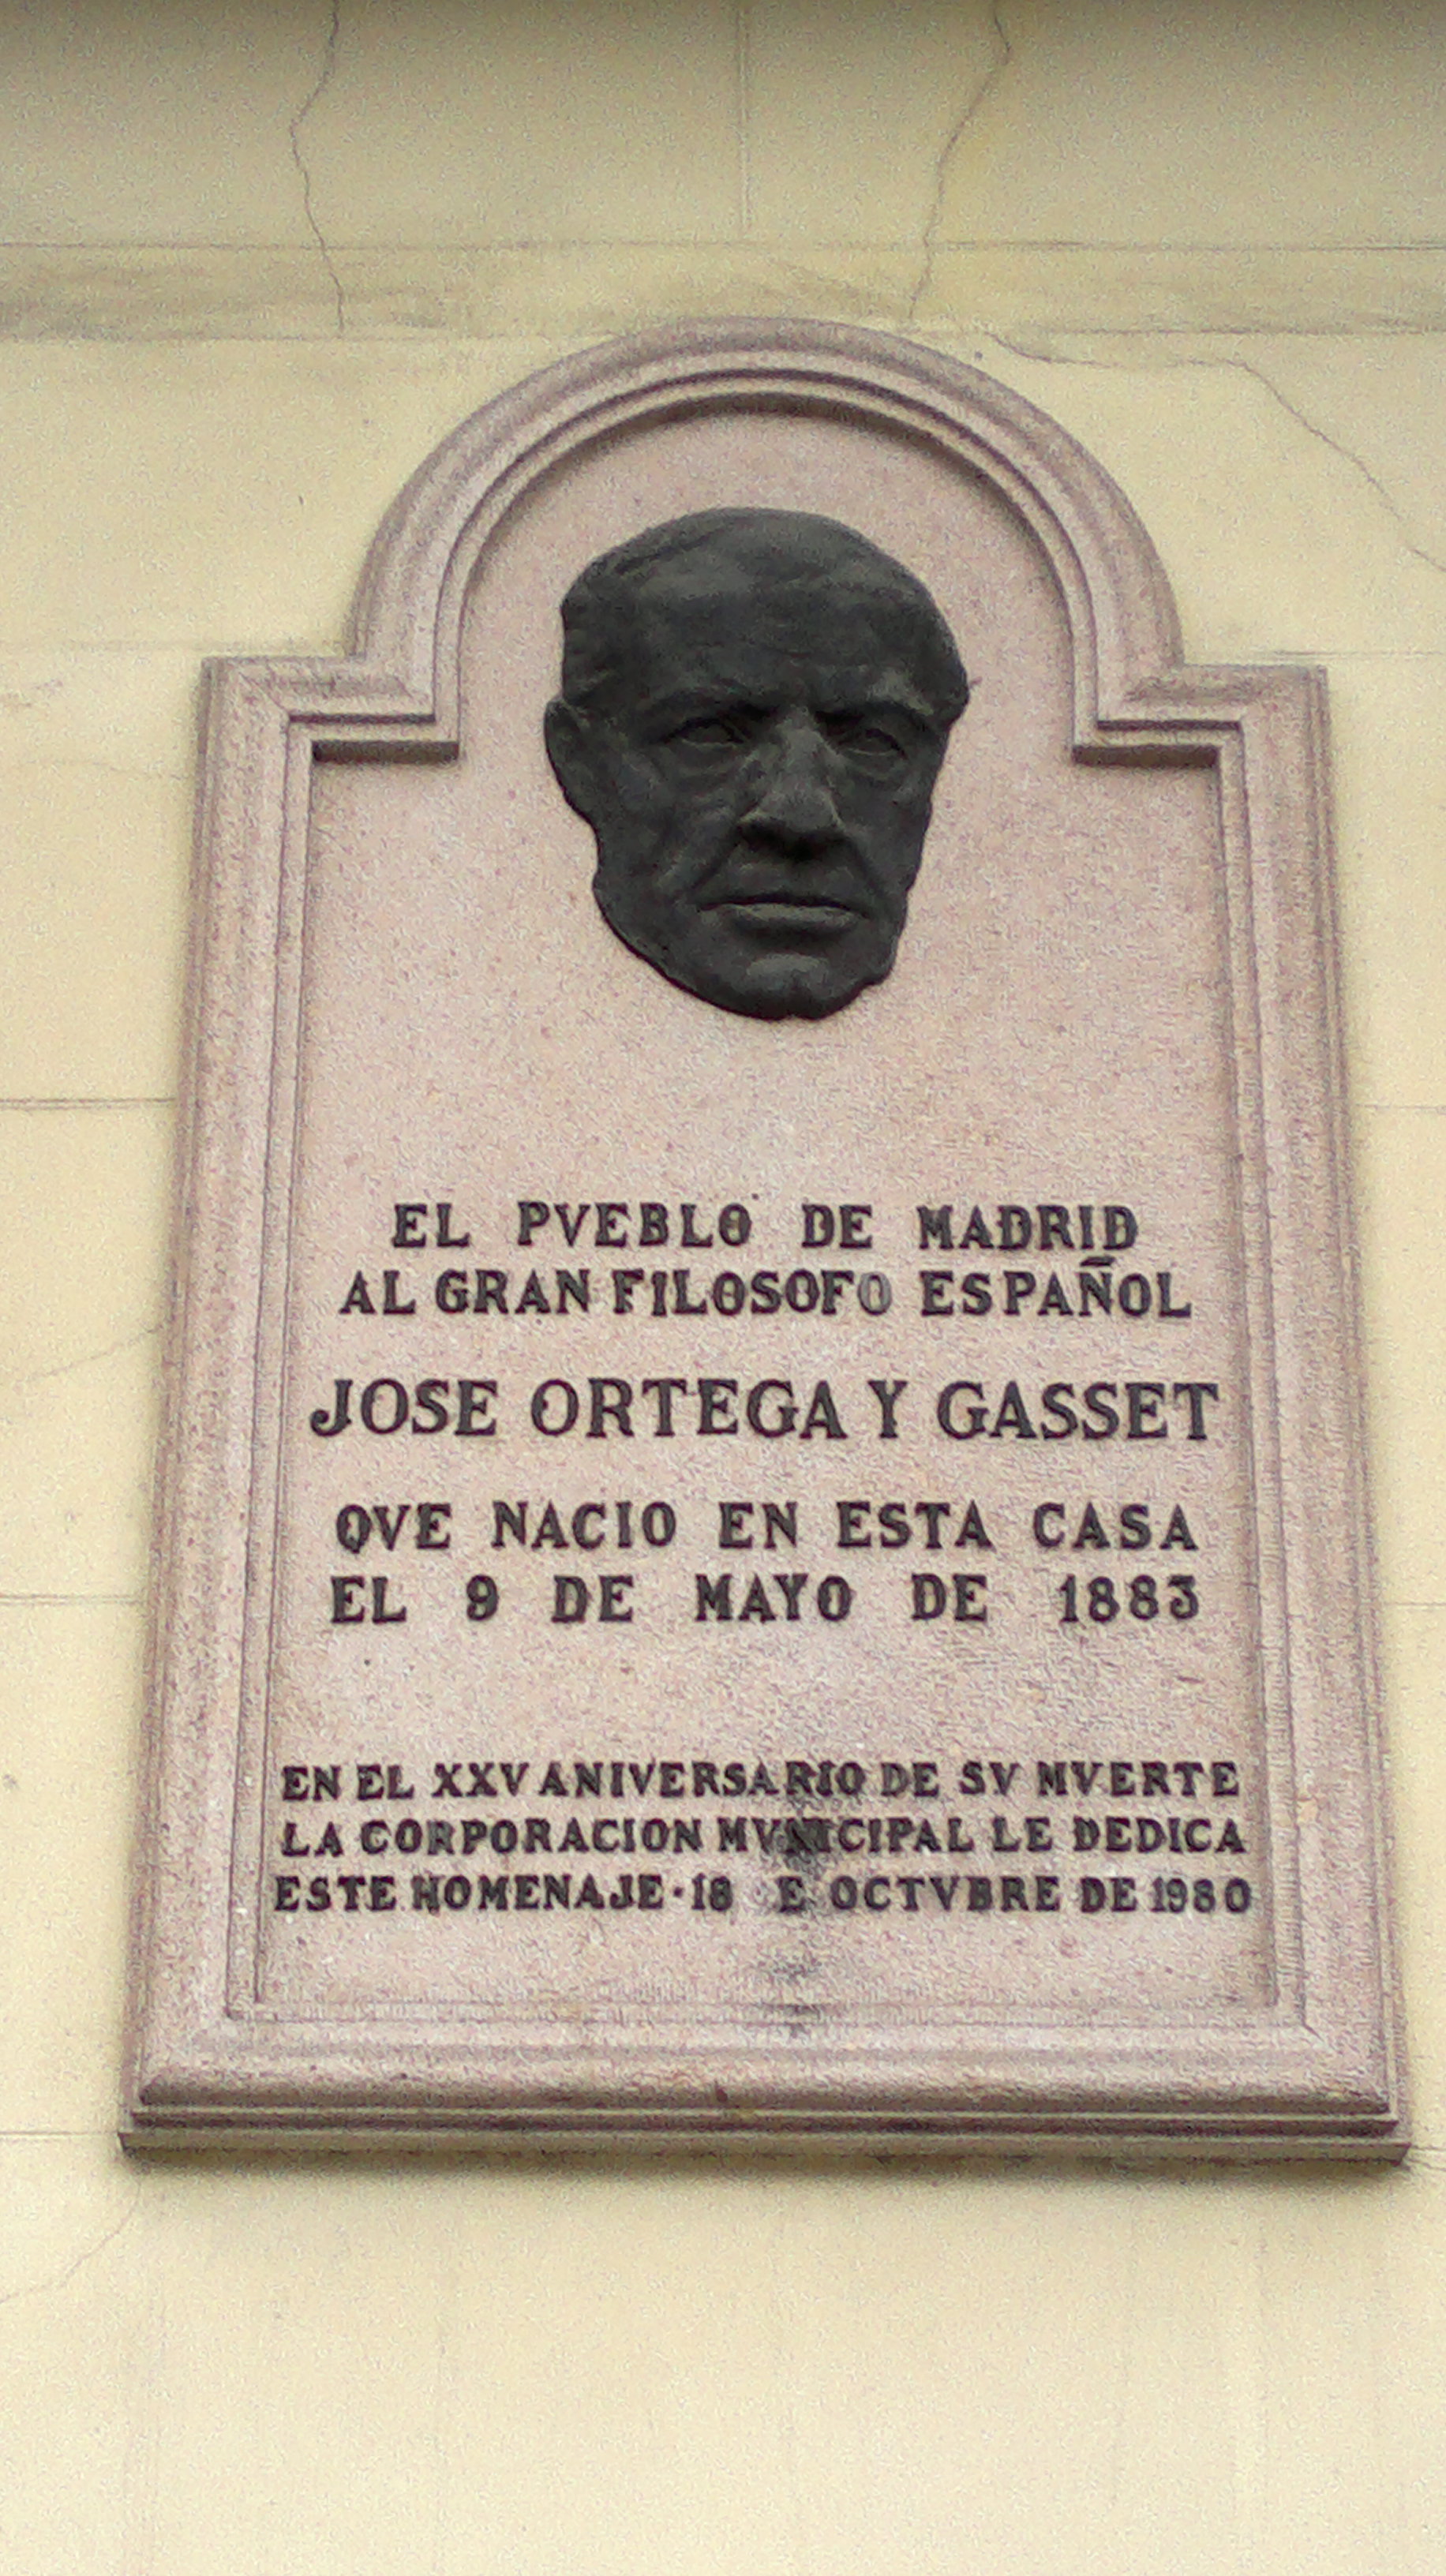 EL PVEBLO DE MADRID
AL GRAN FILOSOFO ESPAÑOL
JOSE ORTEGA Y GASSET
QVE NACIO EN ESTA CASA
EL 9 DE MAYO DE 1883
EN EL XXV ANIVERSARIO DE SV MVERTE
LA CORPORACION MVNICIPAL LE DEDICA
ESTE HOMENAJE·18 E OCTVBRE DE 1980